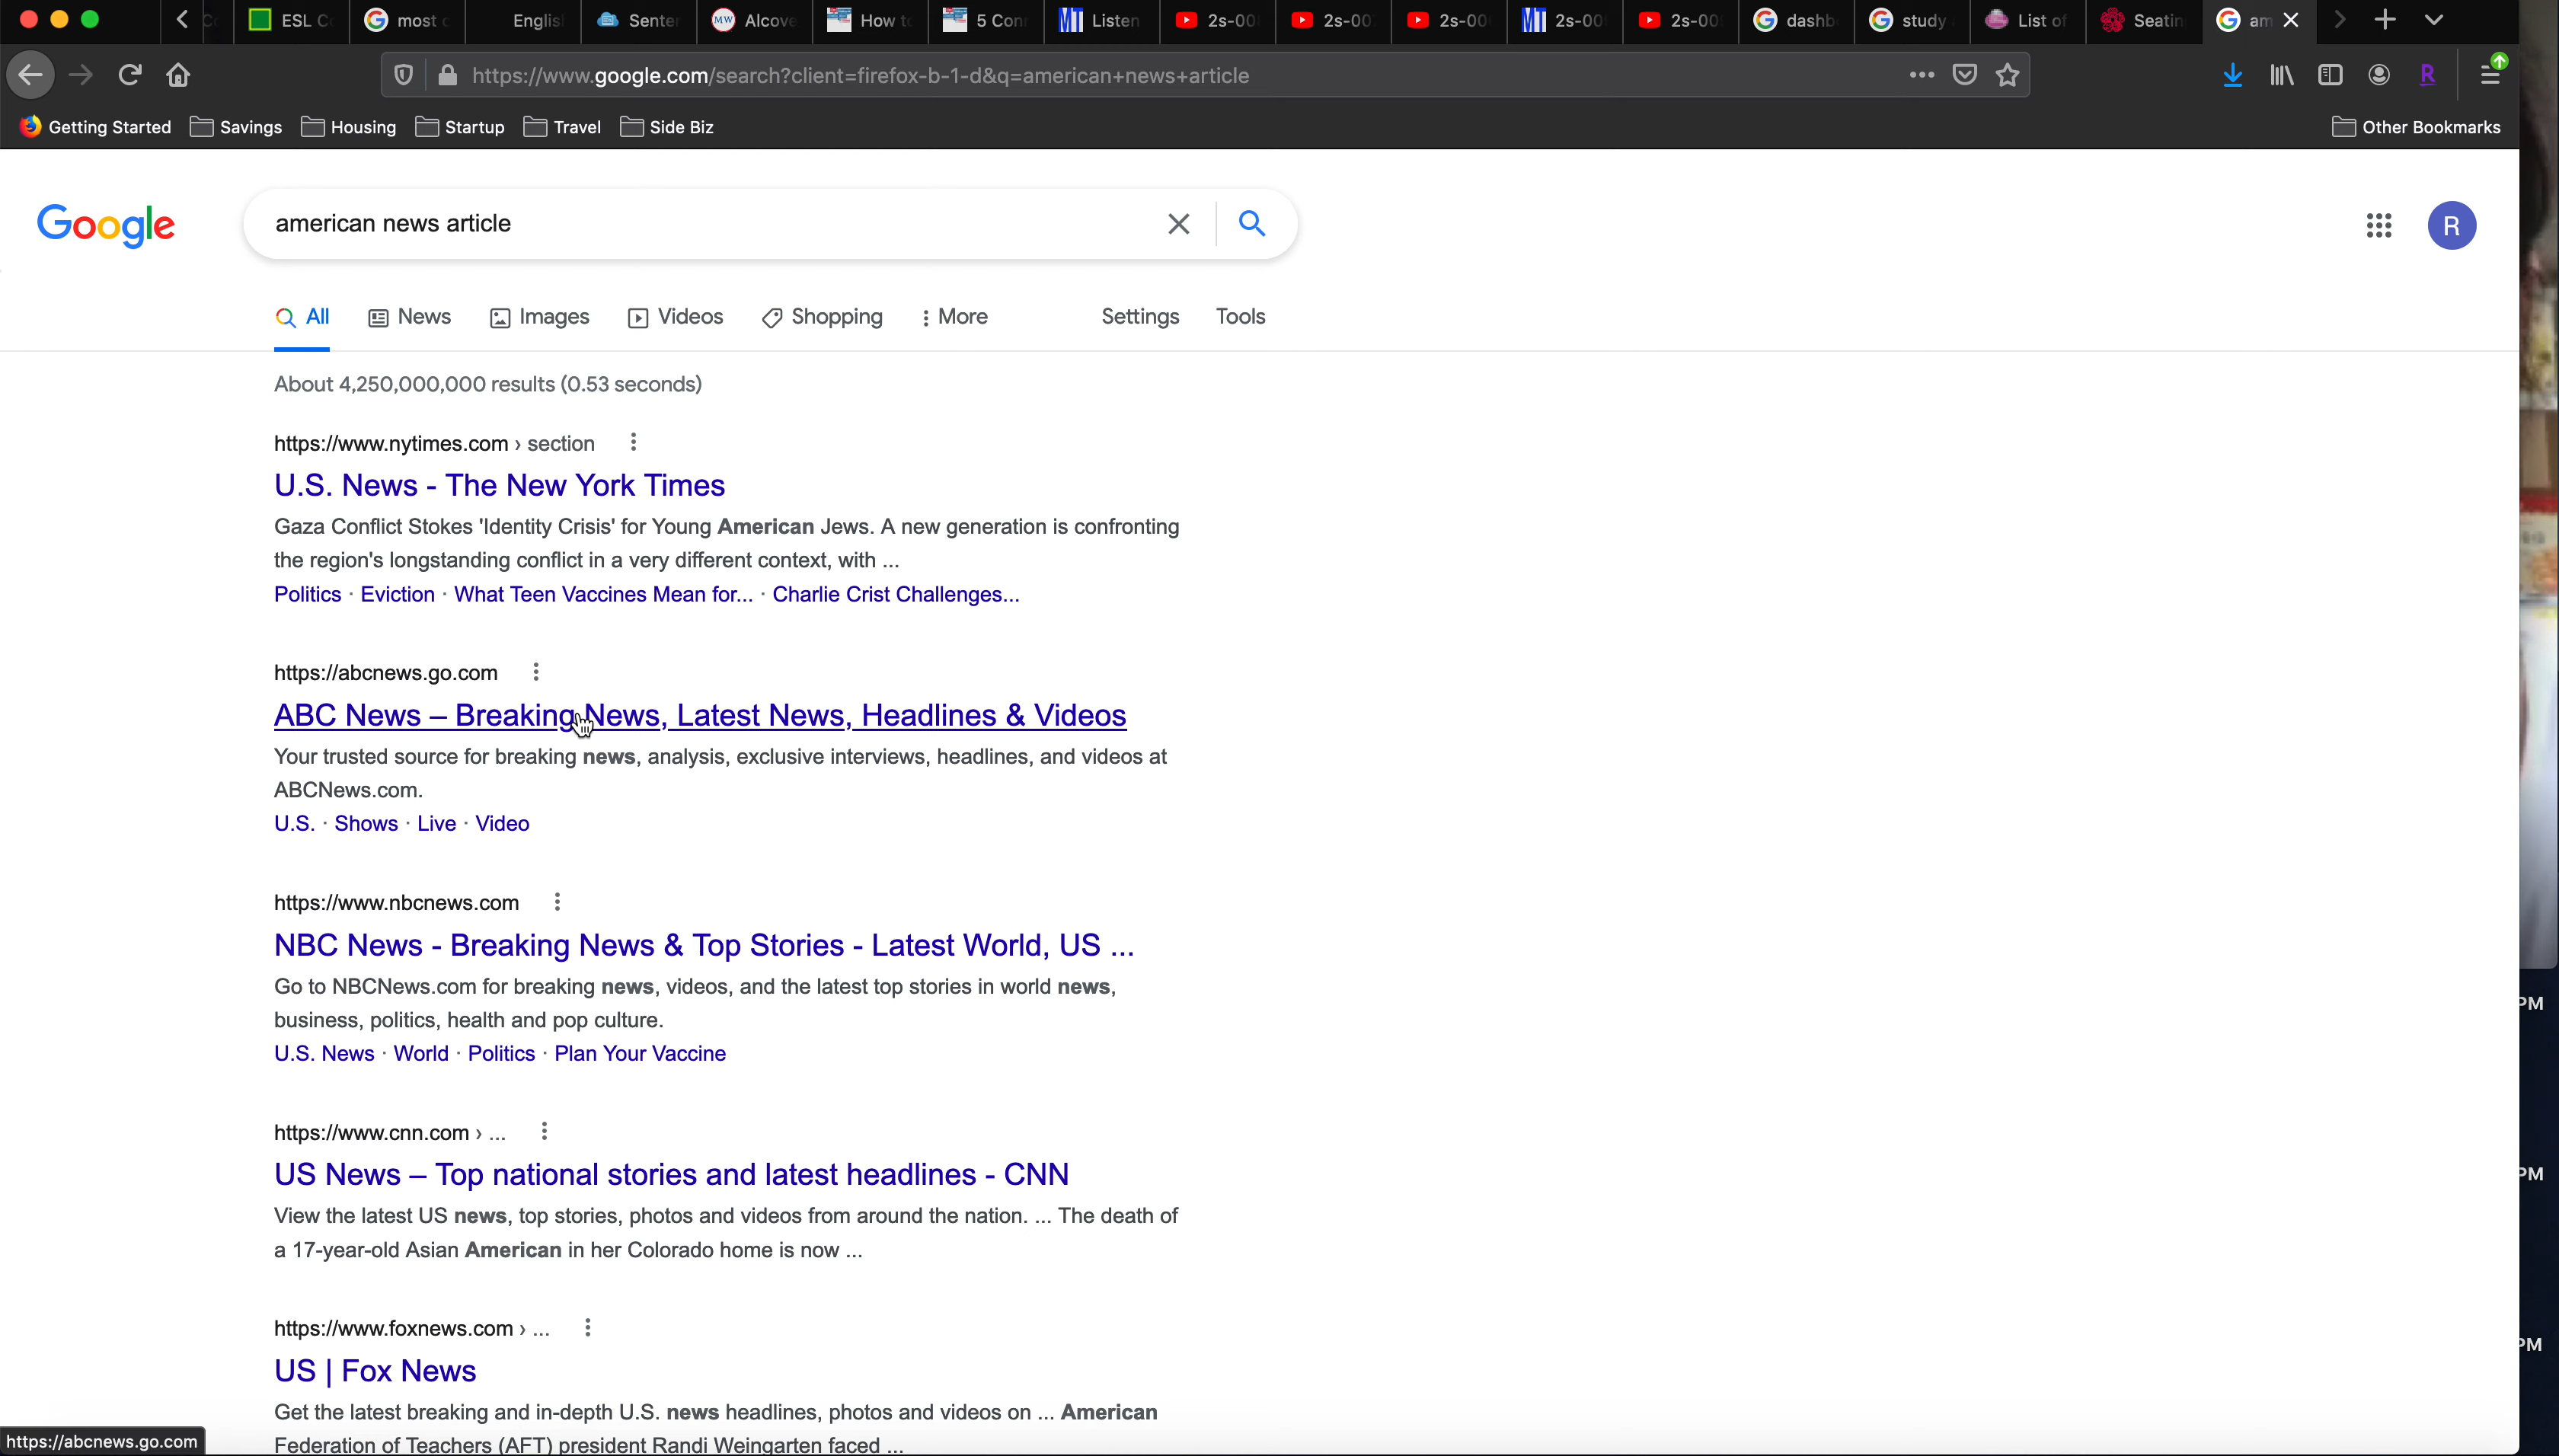 ESL C most Englis Senter Alcove How to 5 Con Listen 2s-00 2s-00 2s-00 2s-00 2s-00 dashb study List of Seatin am
https://www.google.com/search?client=firefox-b-1-d&q=american+news+article
Getting Started Savings Housing Startup Travel Side Biz Other Bookmarks
Google american news article R
All News Images Videos Shopping More Settings Tools
About 4,250,000,000 results (0.53 seconds)
https://www.nytimes.com › section
U.S. News - The New York Times
Gaza Conflict Stokes 'Identity Crisis' for Young American Jews. A new generation is confronting
the region's longstanding conflict in a very different context, with ...
Politics · Eviction · What Teen Vaccines Mean for... · Charlie Crist Challenges...
https://abcnews.go.com
ABC News – Breaking News, Latest News, Headlines & Videos
Your trusted source for breaking news, analysis, exclusive interviews, headlines, and videos at
ABCNews.com.
U.S. · Shows · Live · Video
https://www.nbcnews.com
NBC News - Breaking News & Top Stories - Latest World, US ...
Go to NBCNews.com for breaking news, videos, and the latest top stories in world news,
business, politics, health and pop culture.
PM
U.S. News · World · Politics · Plan Your Vaccine
https://www.cnn.com › ...
US News – Top national stories and latest headlines - CNN
PM
View the latest US news, top stories, photos and videos from around the nation. ... The death of
a 17-year-old Asian American in her Colorado home is now ...
https://www.foxnews.com › ...
PM
US | Fox News
Get the latest breaking and in-depth U.S. news headlines, photos and videos on ... American
Federation of Teachers (AFT) president Randi Weingarten faced ...
https://abcnews.go.com